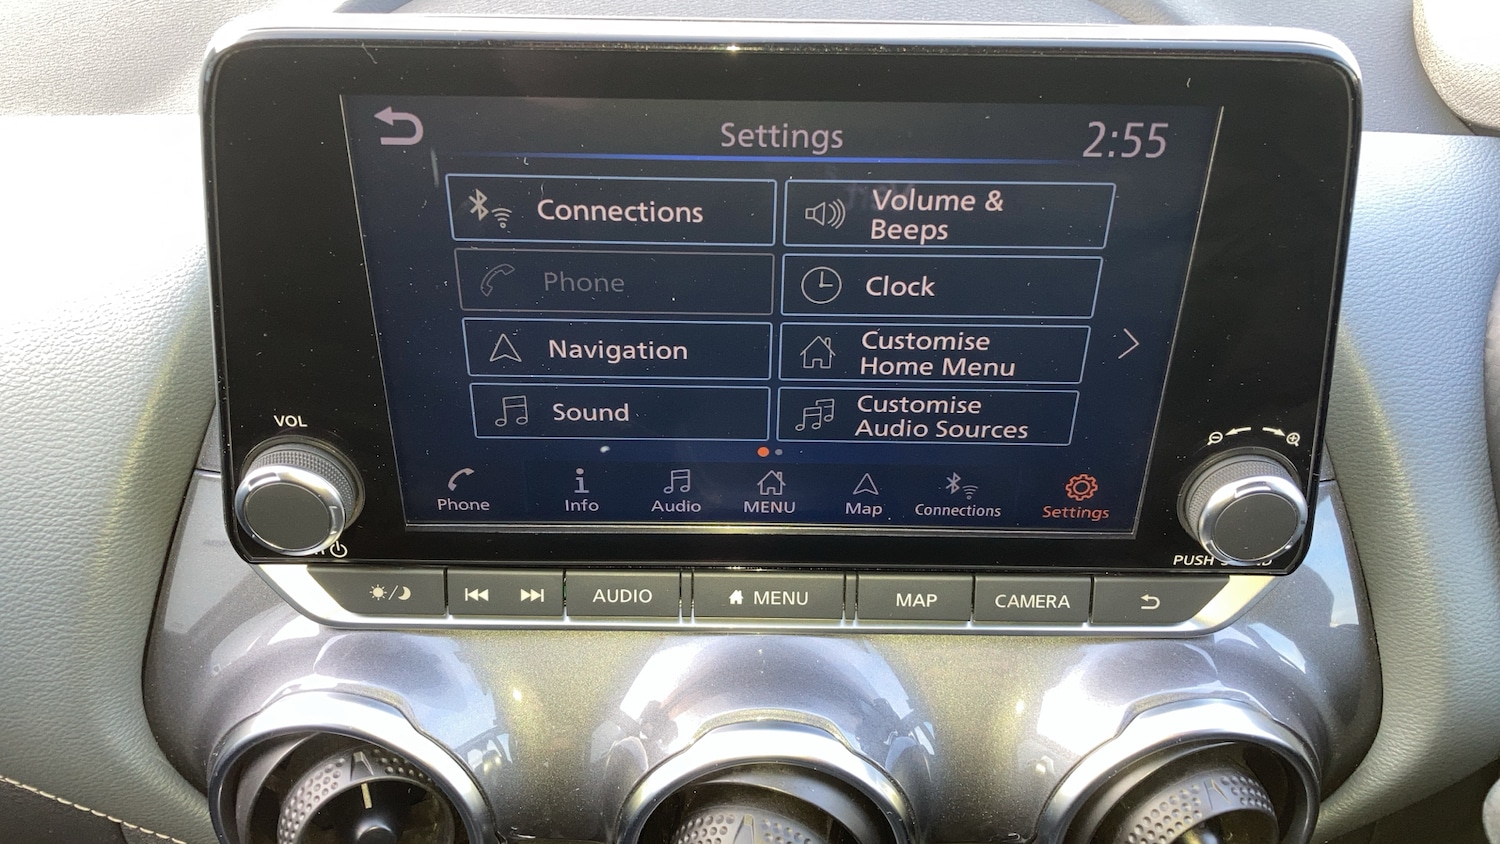 Settings
2:55
Connections
Volume &
Beeps
Phone
Clock
Navigation
Customise
Home Menu
Sound
Customise
Audio Sources
Phone
Info
Audio
MENU
Map
Connections
Settings
VOL
PUSH
AUDIO
MENU
MAP
CAMERA